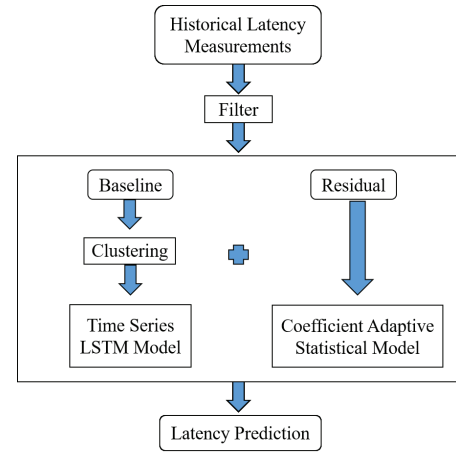 Historical Latency
Measurements
Filter
Baseline
Residual
Clustering
Time Series
LSTM Model
Coefficient Adaptive
Statistical Model
Latency Prediction